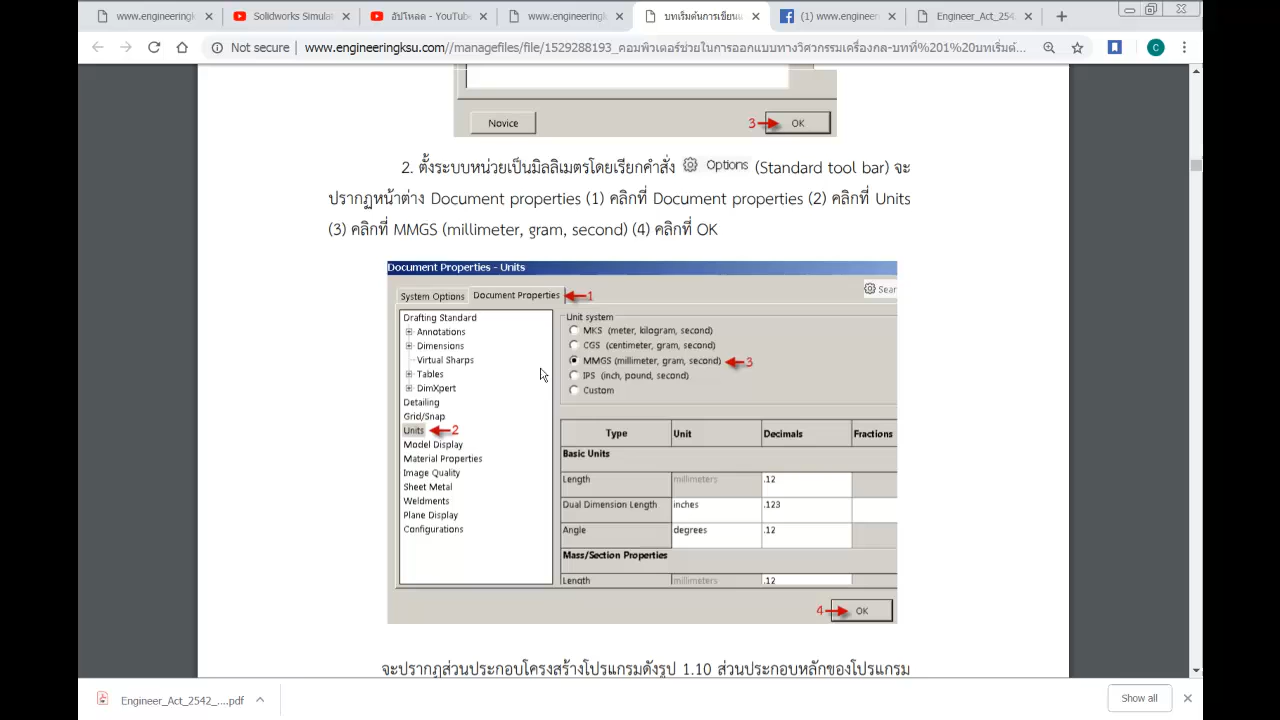 www.engineeringk
Solidworks Simulat
อัปโหลด - YouTub
www.engineeringk
บทเริ่มต้นการเขียนแ
(1) www.engineer
Engineer_Act_254
Not secure
www.engineeringksu.com//managefiles/file/1529288193_คอมพิวเตอร์ช่วยในการออกแบบทางวิศวกรรมเครื่องกล-บทที่%201%20บทเริ่มต้...
C
Novice
3
OK
2. ตั้งระบบหน่วยเป็นมิลลิเมตรโดยเรียกคำสั่ง Options (Standard tool bar) จะ
ปรากฏหน้าต่าง Document properties (1) คลิกที่ Document properties (2) คลิกที่ Units
(3) คลิกที่ MMGS (millimeter, gram, second) (4) คลิกที่ OK
Document Properties - Units
System Options
Document Properties
1
Sear
Drafting Standard
Annotations
Dimensions
Virtual Sharps
Tables
DimXpert
Detailing
Grid/Snap
Units
2
Model Display
Material Properties
Image Quality
Sheet Metal
Weldments
Plane Display
Configurations
Unit system
MKS (meter, kilogram, second)
CGS (centimeter, gram, second)
MMGS (millimeter, gram, second)
3
IPS (inch, pound, second)
Custom
Type Unit Decimals Fractions
Basic Units
Length millimeters .12
Dual Dimension Length inches .123
Angle degrees .12
Mass/Section Properties
Length millimeters .12
4
OK
จะปรากฏส่วนประกอบโครงสร้างโปรแกรมดังรูป 1.10 ส่วนประกอบหลักของโปรแกรม
Engineer_Act_2542_....pdf
Show all